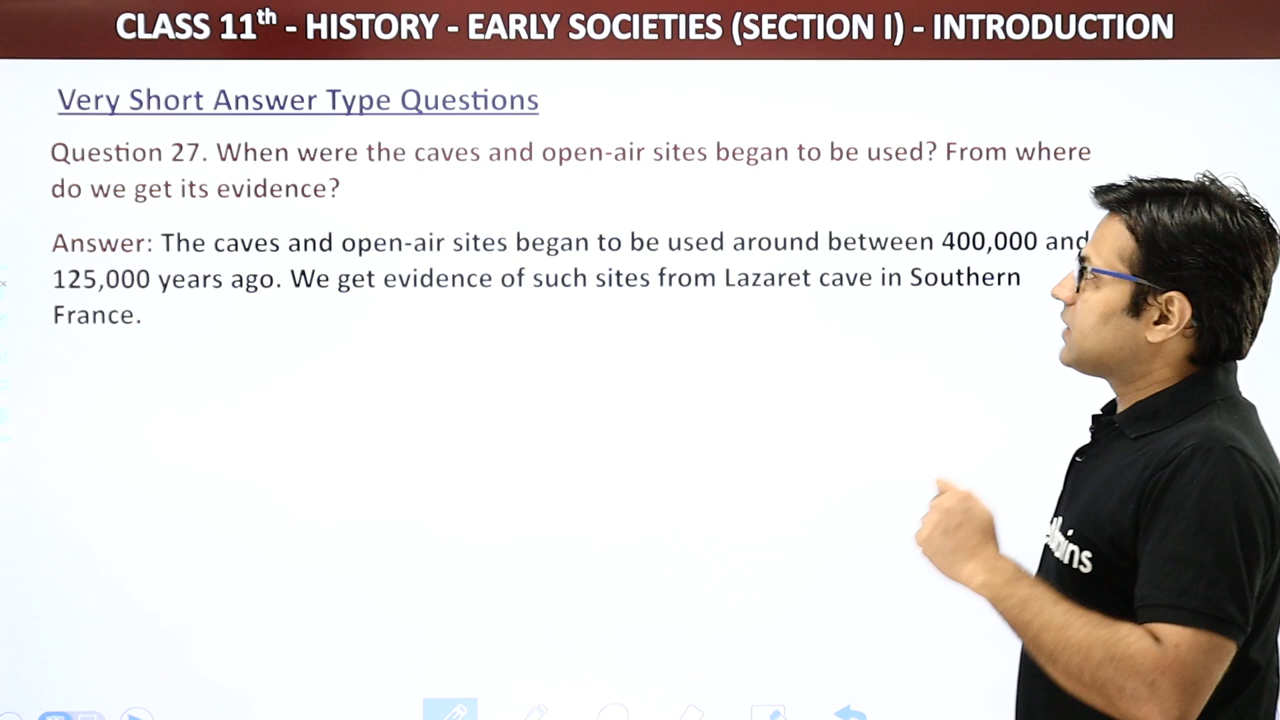 CLASS 11th - HISTORY - EARLY SOCIETIES (SECTION I) - INTRODUCTION
Very Short Answer Type Questions
Question 27. When were the caves and open-air sites began to be used? From where
do we get its evidence?
Answer: The caves and open-air sites began to be used around between 400,000 and
125,000 years ago. We get evidence of such sites from Lazaret cave in Southern
France.